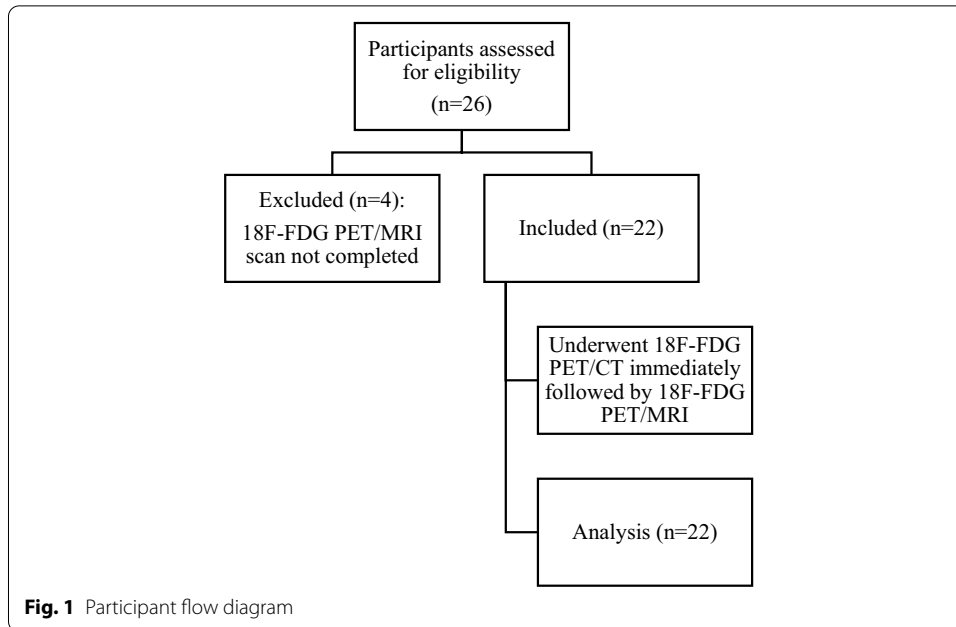 Participants assessed
for eligibility
(n=26)
Excluded (n=4):
18F-FDG PET/MRI
scan not completed
Included (n=22)
Underwent 18F-FDG
PET/CT immediately
followed by 18F-FDG
PET/MRI
Analysis (n=22)
Fig. 1 Participant flow diagram